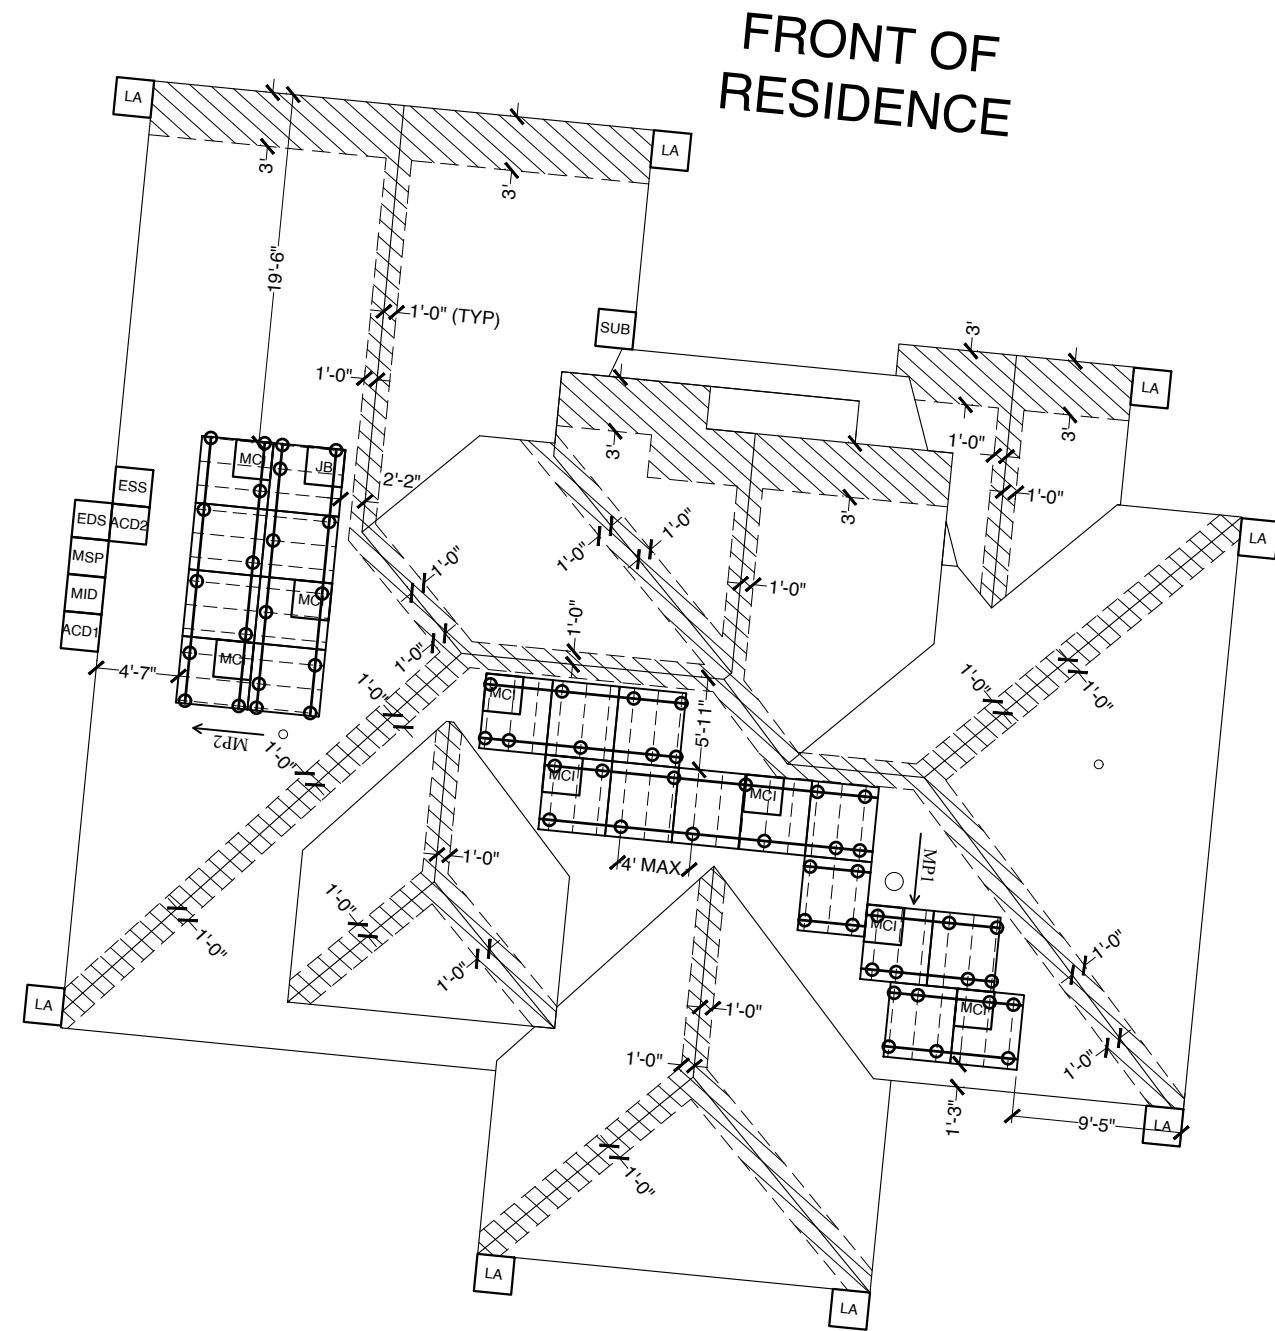 FRONT OF
RESIDENCE
LA
LA
3'
3'
19'-6"
1'-0" (TYP)
SUB
3'
1'-0"
LA
3'
3'
1'-0"
MC
JB
2'-2"
ESS
EDS
ACD2
1'-0"
3'
1'-0"
LA
1'-0"
1'-0"
MSP
1'-0"
MID
MC
1'-0"
ACD1
1'-0"
1'-0"
MC
4'-7"
1'-0"
MCI
1'-0"
1'-0"
MP2
1'-0"
5'-11"
MCI
MCI
1'-0"
4' MAX
MP1
1'-0"
1'-0"
MCI
1'-0"
1'-0"
LA
1'-0"
MCI
1'-0"
1'-0"
1'-3"
9'-5"
LA
1'-0"
LA
LA